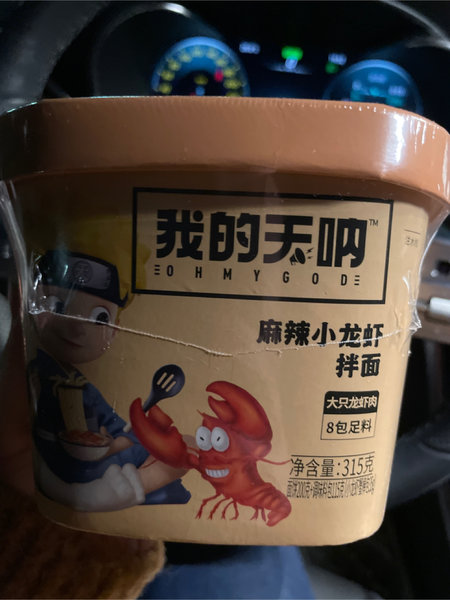 我的天呐™
OHMYGOD
麻辣小龙虾
拌面
大只龙虾肉
8包足料
净含量:315克